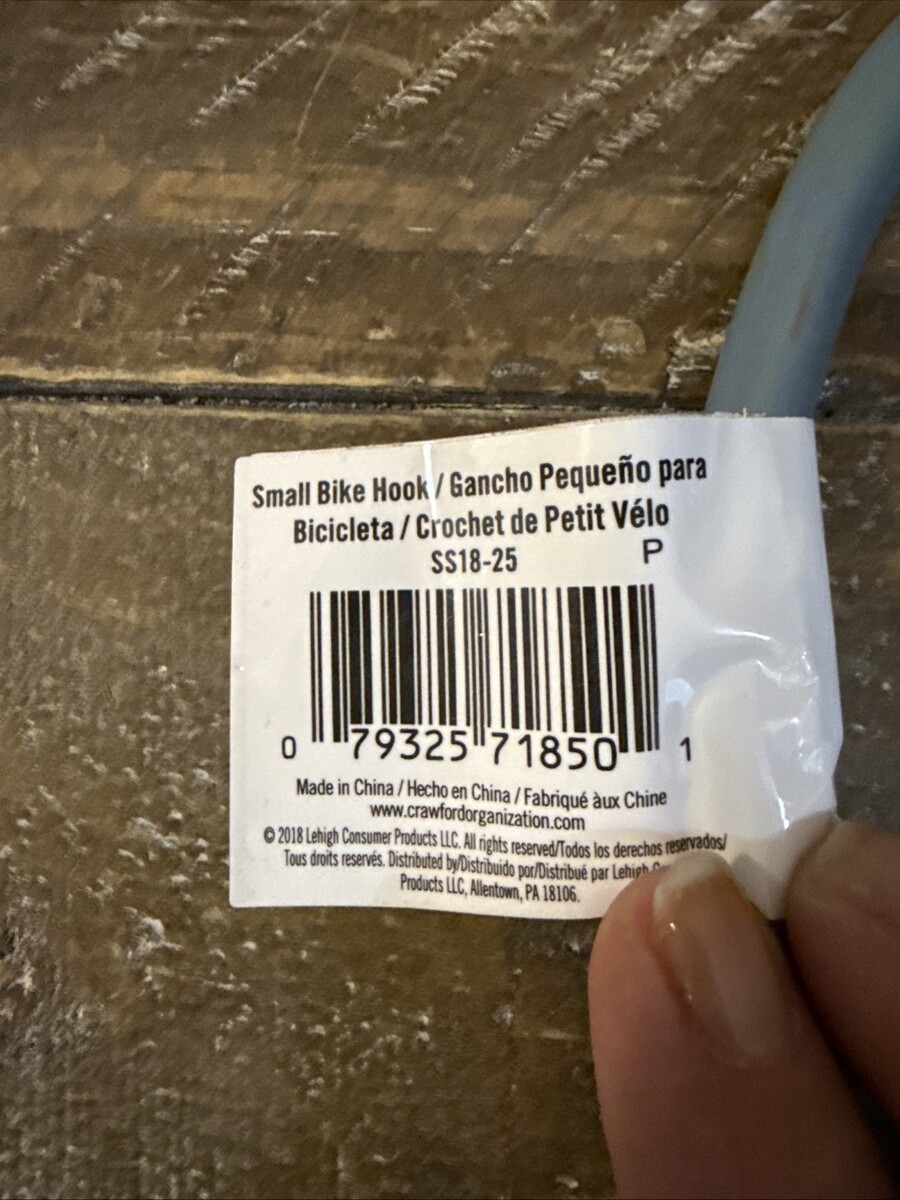 Small Bike Hook / Gancho Pequeño para
Bicicleta / Crochet de Petit Vélo
SS18-25 P
0 79325 71850 1
Made in China / Hecho en China / Fabriqué àux Chine
www.crawfordorganization.com
© 2018 Lehigh Consumer Products LLC. All rights reserved/Todos los derechos reservados/
Tous droits reservés. Distributed by/Distribuido por/Distribué par Lehigh
Products LLC, Allentown, PA 18106.